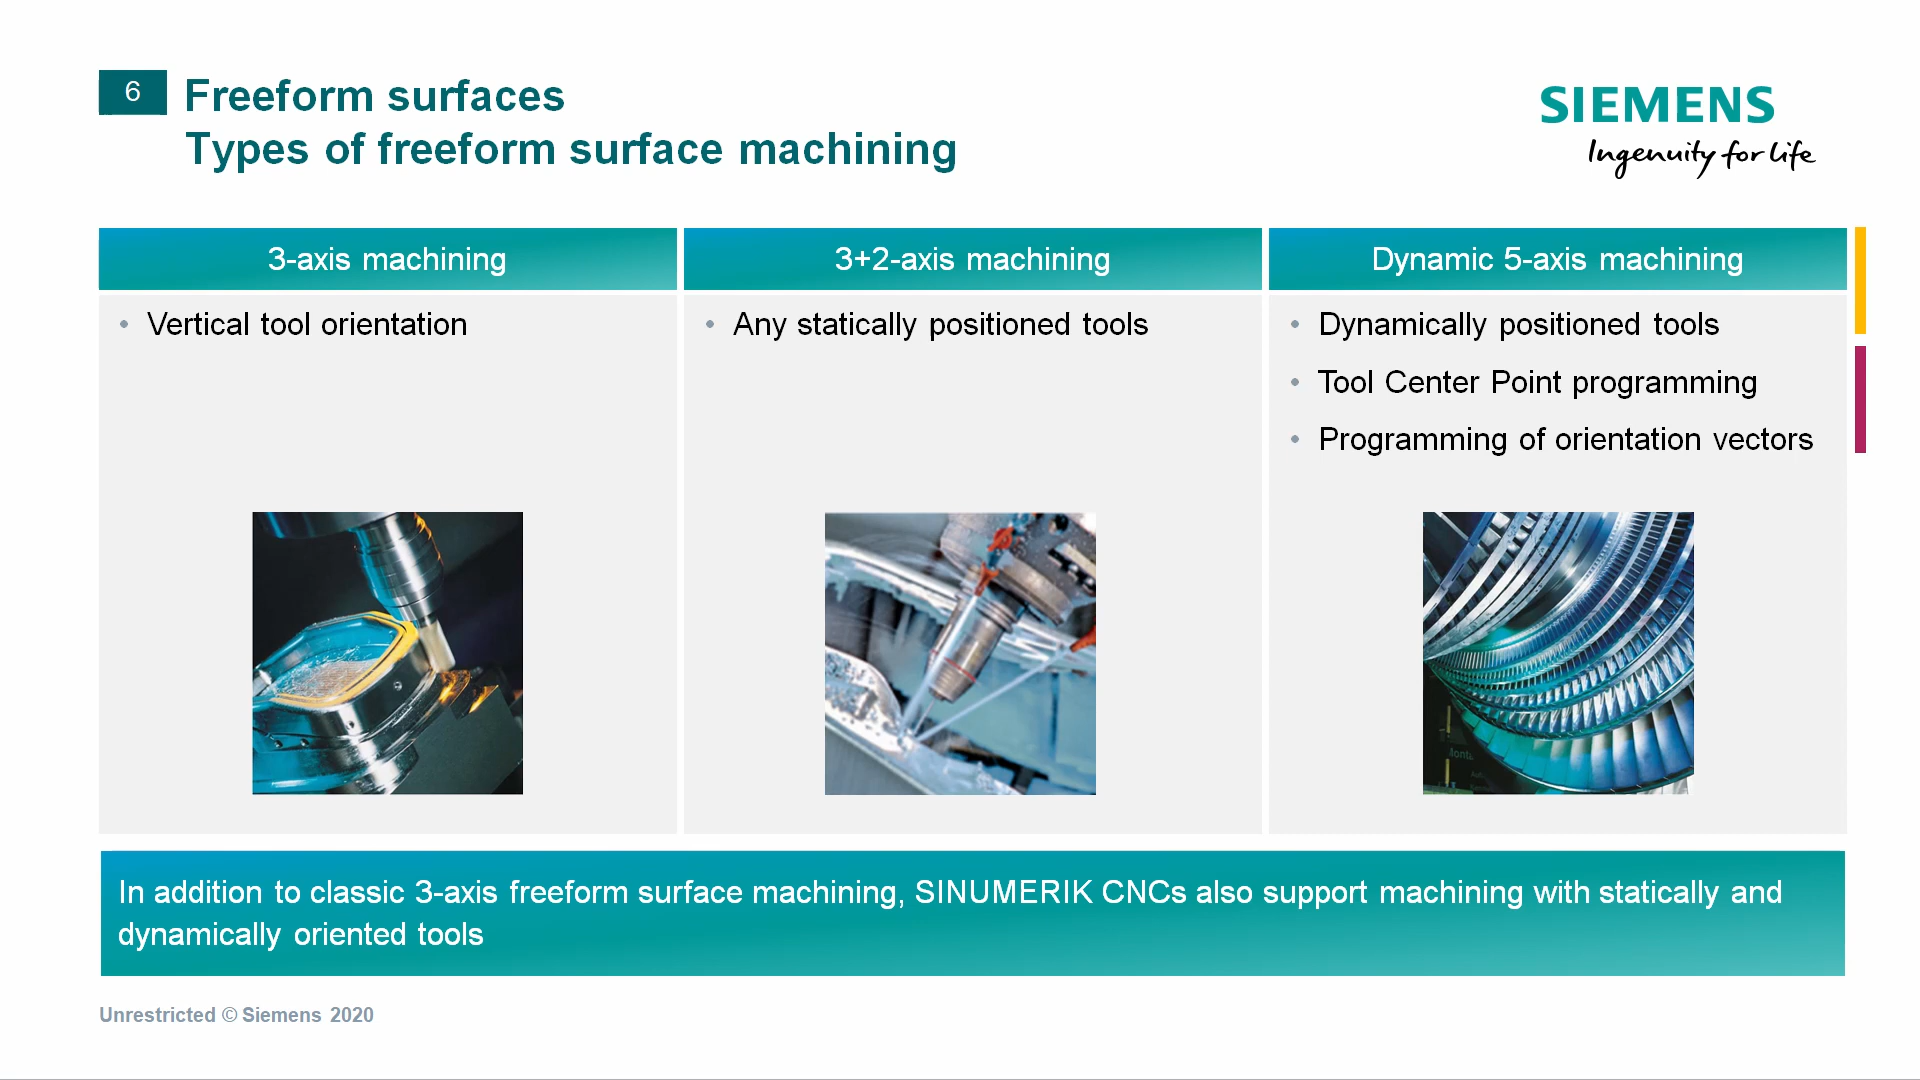 6
Freeform surfaces
Types of freeform surface machining
SIEMENS
Ingenuity for life
3-axis machining
• Vertical tool orientation
3+2-axis machining
• Any statically positioned tools
Dynamic 5-axis machining
• Dynamically positioned tools
• Tool Center Point programming
• Programming of orientation vectors
In addition to classic 3-axis freeform surface machining, SINUMERIK CNCs also support machining with statically and
dynamically oriented tools
Unrestricted © Siemens 2020